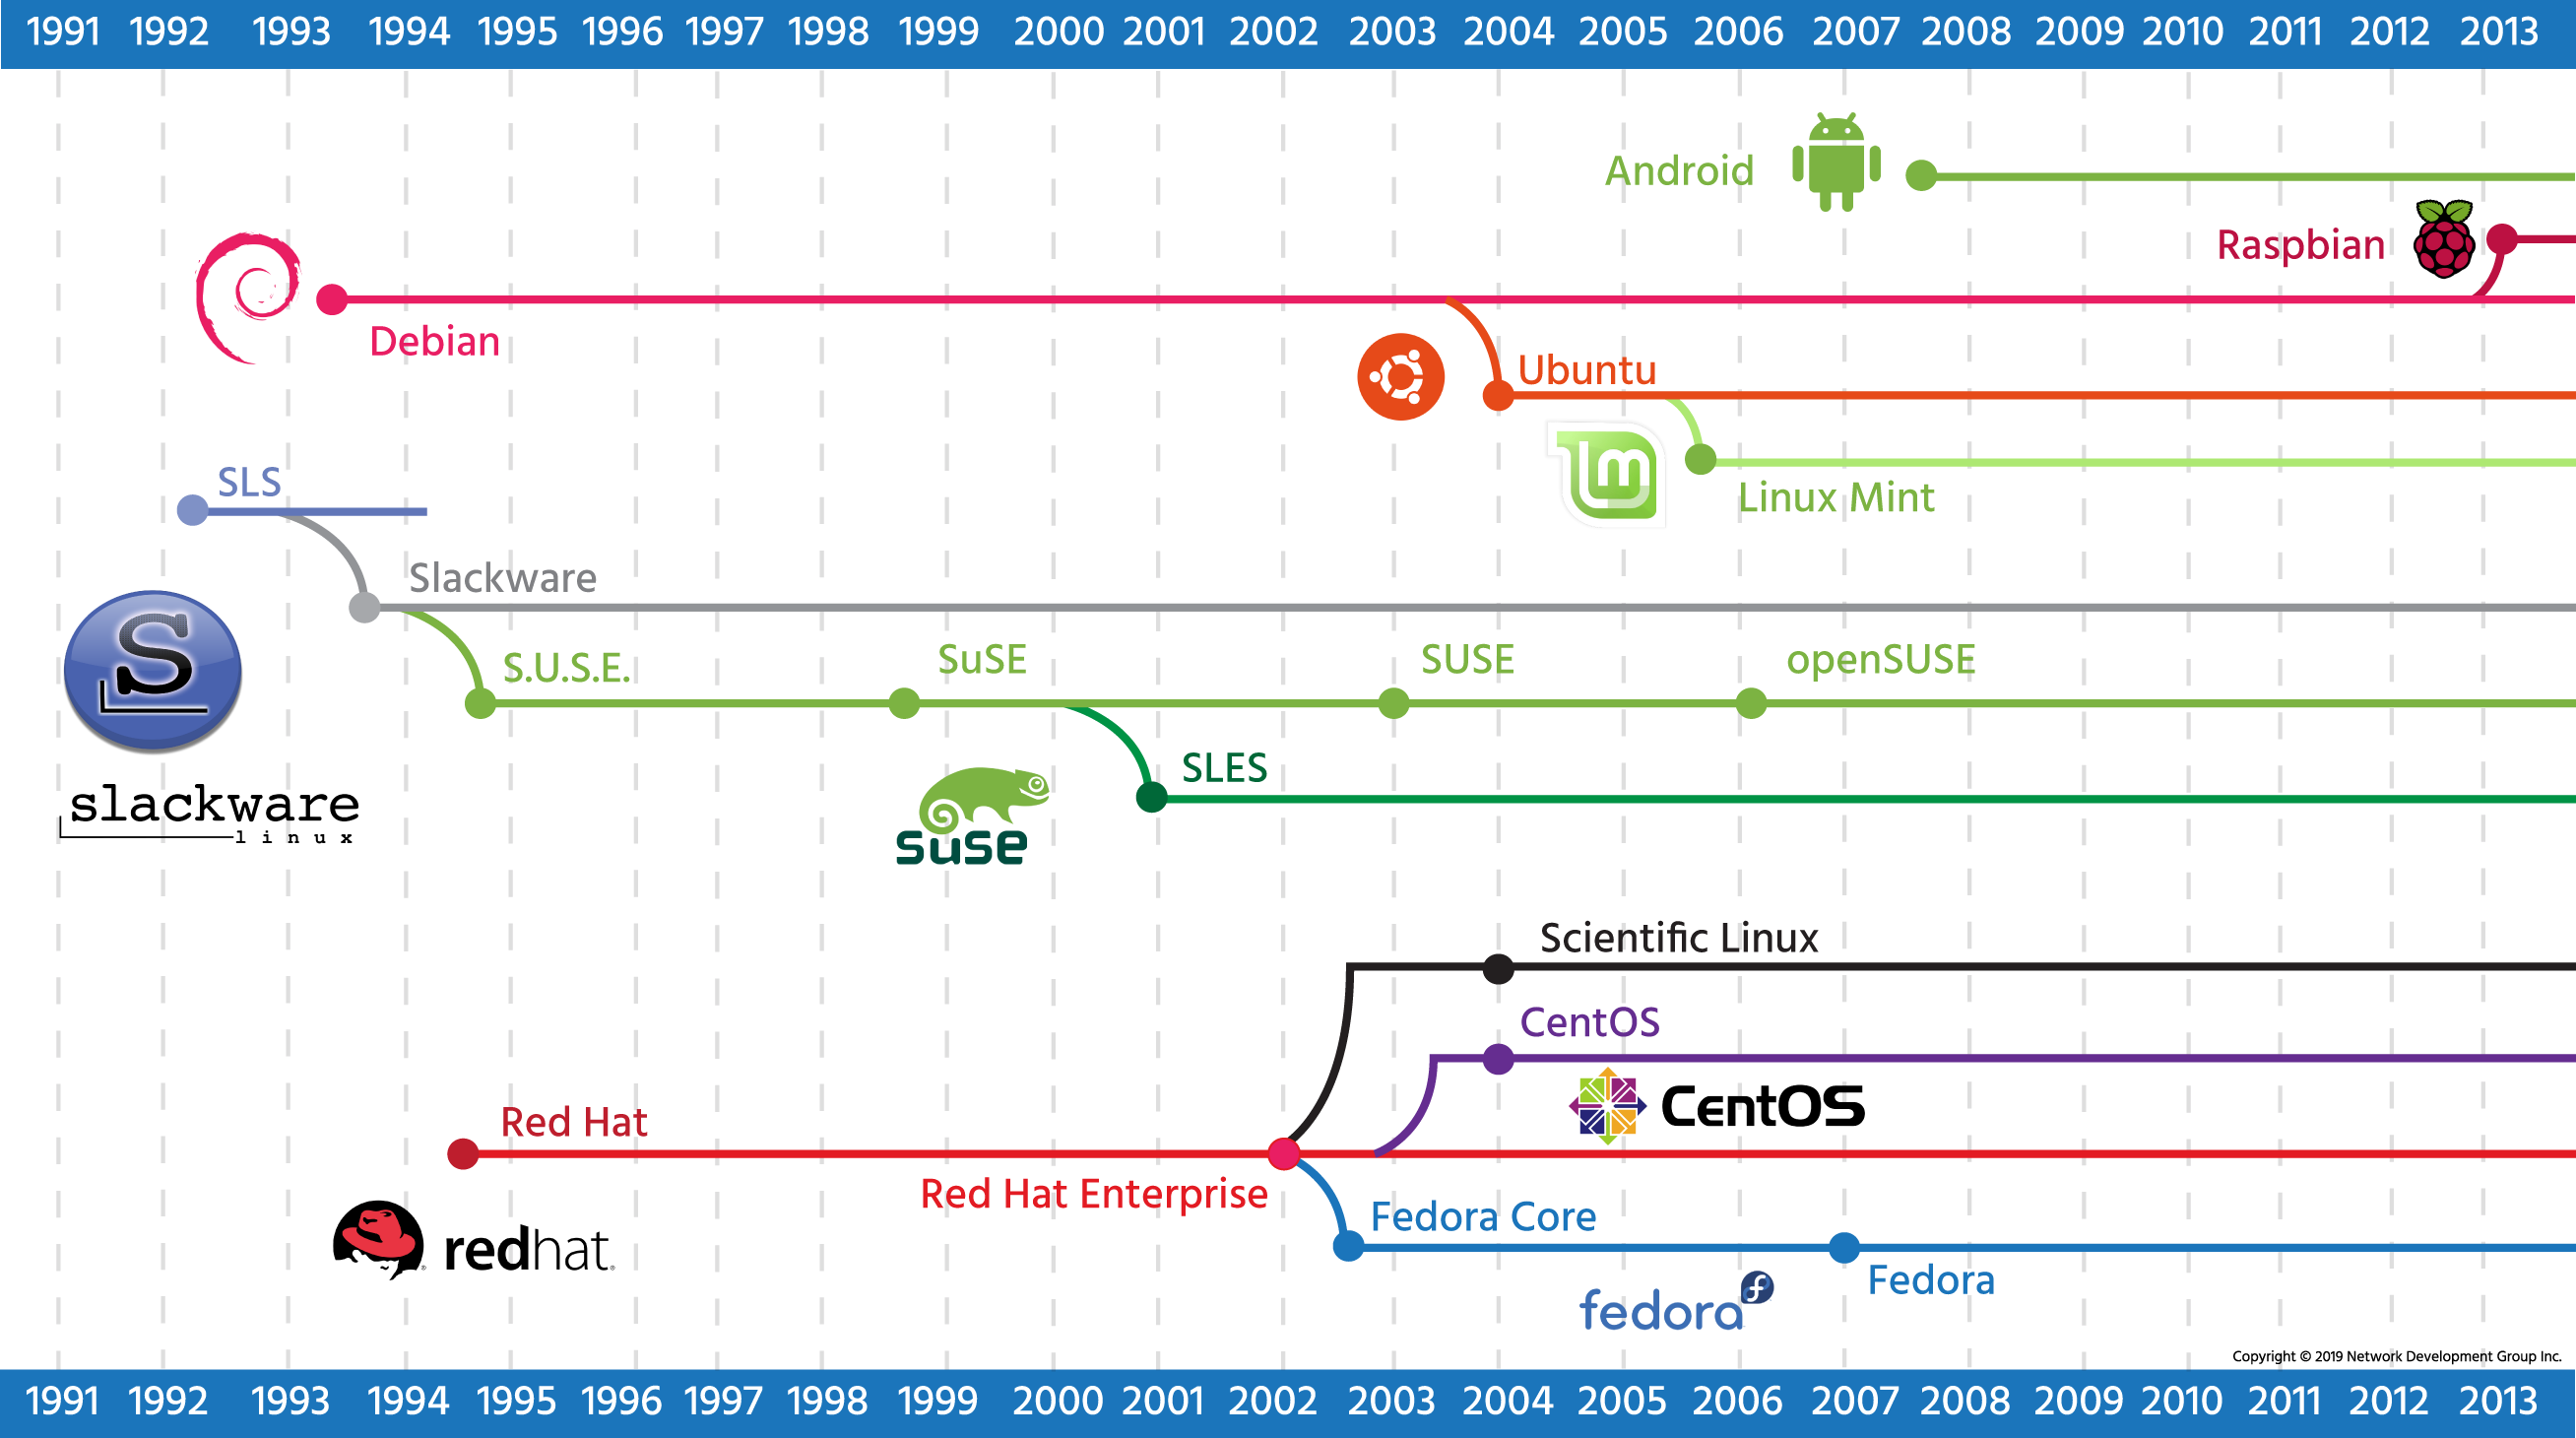 1991 1992 1993 1994 1995 1996 1997 1998 1999 2000 2001 2002 2003 2004 2005 2006 2007 2008 2009 2010 2011 2012 2013
Android
Raspbian
Debian
Ubuntu
Linux Mint
SLS
Slackware
S
slackware
linux
S.U.S.E.
SuSE
SUSE
openSUSE
SLES
suse
Scientific Linux
CentOS
CentOS
Red Hat
Red Hat Enterprise
redhat.
Fedora Core
Fedora
fedora
Copyright © 2019 Network Development Group Inc.
1991 1992 1993 1994 1995 1996 1997 1998 1999 2000 2001 2002 2003 2004 2005 2006 2007 2008 2009 2010 2011 2012 2013